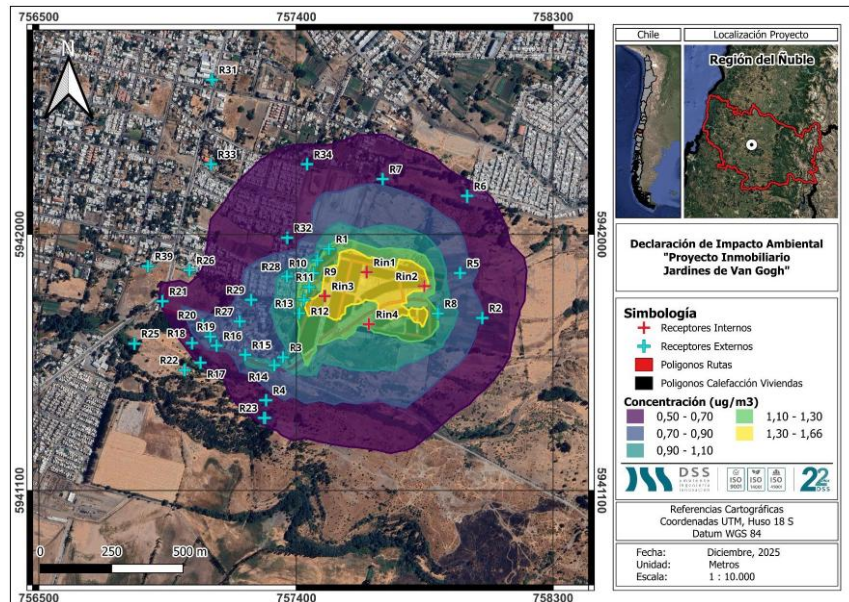 756500
757400
758300
N
R31
R33
R34
R7
R6
R32
R1
R39
R26
R28
R10
R9
Rin1
R5
R11
Rin2
R21
R29
R13
Rin3
R20
R27
R12
Rin4
R8
R2
R25
R18
R19
R16
R15
R3
R22
R17
R14
R4
R23
5942000
5941100
5942000
5941100
0
250
500 m
756500
757400
758300
Chile
Localización Proyecto
Región del Ñuble
Declaración de Impacto Ambiental
"Proyecto Inmobiliario
Jardines de Van Gogh"
Simbología
Receptores Internos
Receptores Externos
Poligonos Rutas
Poligonos Calefacción Viviendas
Concentración (ug/m3)
0,50 - 0,70
1,10 - 1,30
0,70 - 0,90
1,30 - 1,66
0,90 - 1,10
DSS
ISO
ISO
ISO
22
DSS
Referencias Cartográficas
Coordenadas UTM, Huso 18 S
Datum WGS 84
Fecha: Diciembre, 2025
Unidad: Metros
Escala: 1 : 10.000